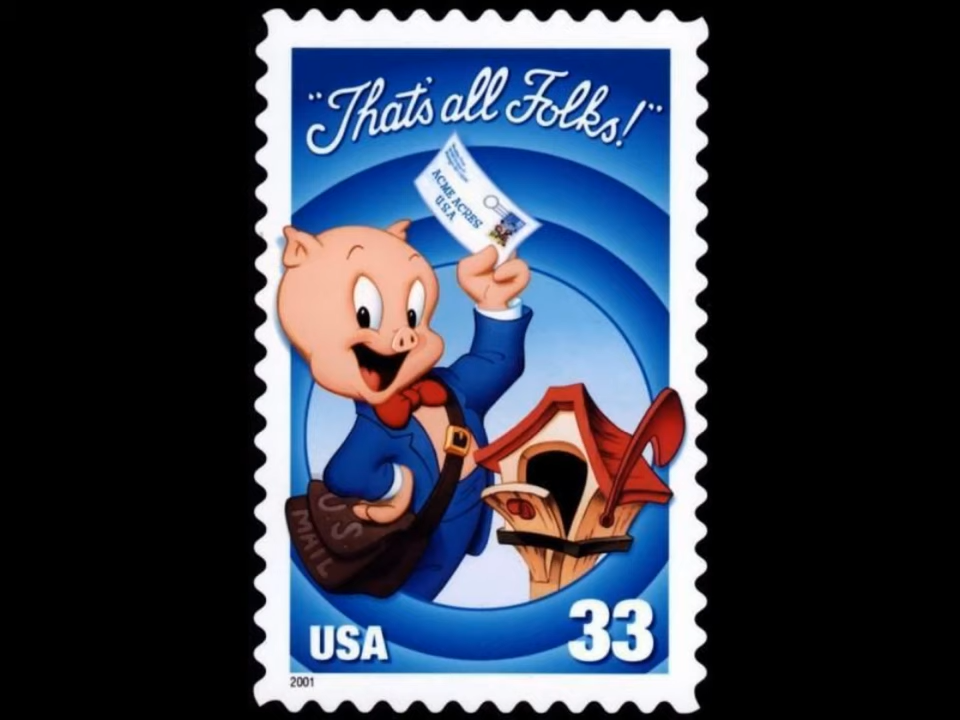 "That's all Folks!"
ACME ACRES
U.S.A
U.S
MAIL
USA
33
2001